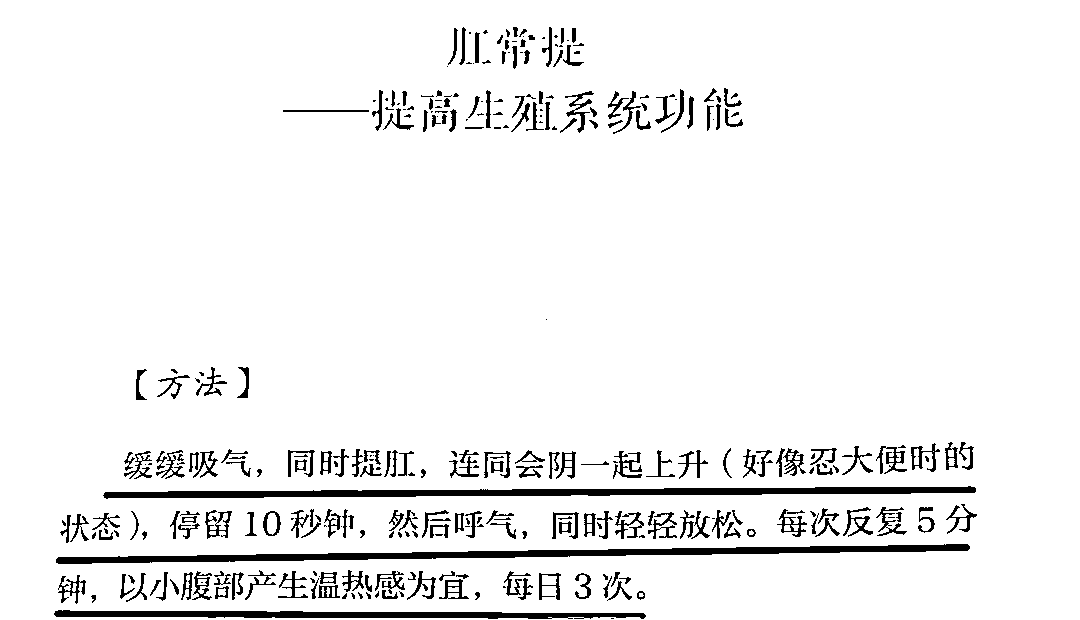 肛常提
——提高生殖系统功能
【方法】
缓缓吸气，同时提肛，连同会阴一起上升（好像忍大便时的
状态），停留10秒钟，然后呼气，同时轻轻放松。每次反复5分
钟，以小腹部产生温热感为宜，每日3次。